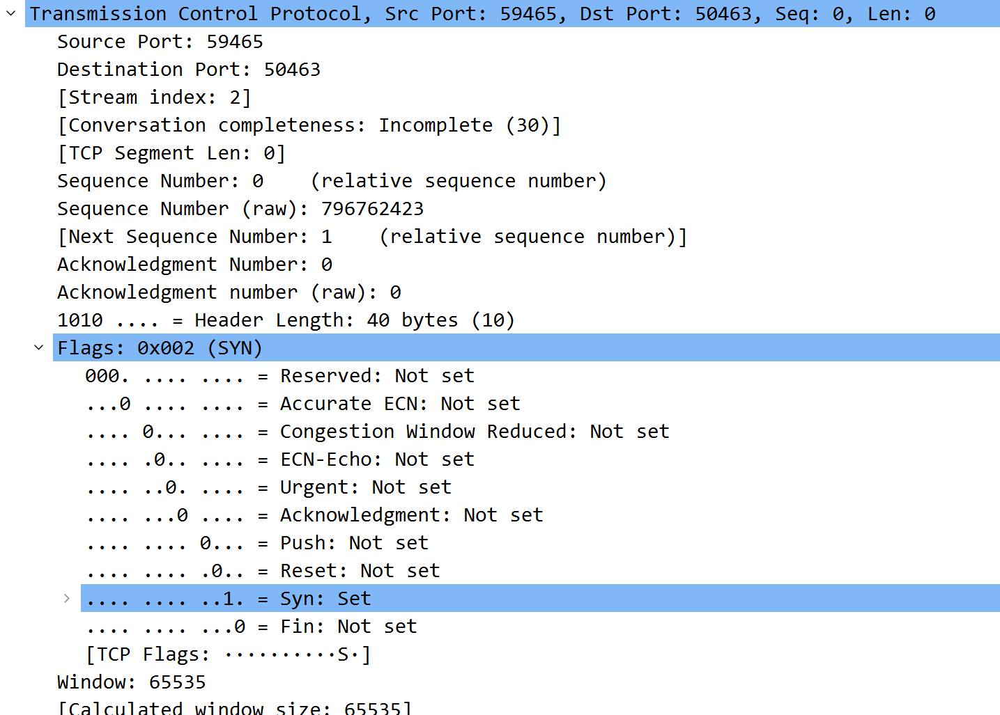 Transmission Control Protocol, Src Port: 59465, Dst Port: 50463, Seq: 0, Len: 0
Source Port: 59465
Destination Port: 50463
[Stream index: 2]
[Conversation completeness: Incomplete (30)]
[TCP Segment Len: 0]
Sequence Number: 0    (relative sequence number)
Sequence Number (raw): 796762423
[Next Sequence Number: 1    (relative sequence number)]
Acknowledgment Number: 0
Acknowledgment number (raw): 0
1010 .... = Header Length: 40 bytes (10)
Flags: 0x002 (SYN)
000. .... .... = Reserved: Not set
...0 .... .... = Accurate ECN: Not set
.... 0... .... = Congestion Window Reduced: Not set
.... .0.. .... = ECN-Echo: Not set
.... ..0. .... = Urgent: Not set
.... ...0 .... = Acknowledgment: Not set
.... .... 0... = Push: Not set
.... .... .0.. = Reset: Not set
.... .... ..1. = Syn: Set
.... .... ...0 = Fin: Not set
[TCP Flags: ··········S·]
Window: 65535
[Calculated window size: 65535]